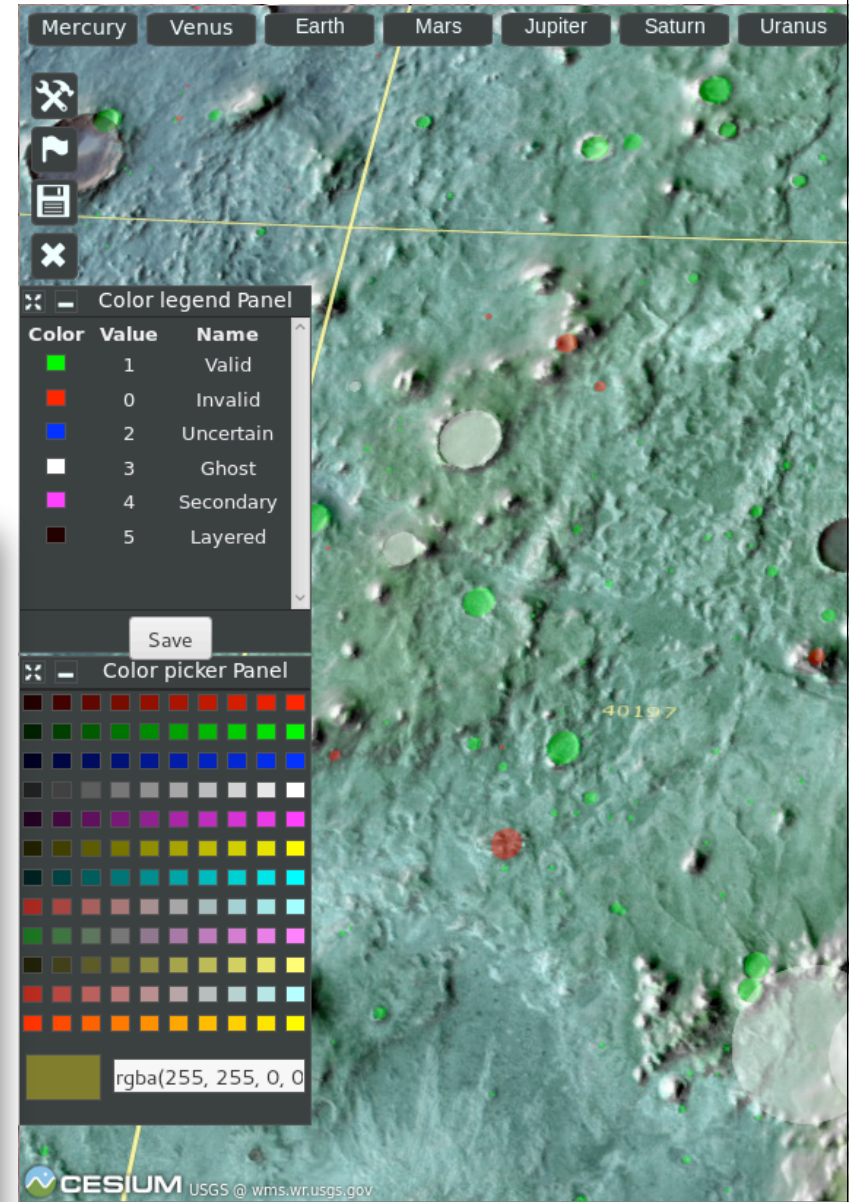 Mercury Venus Earth Mars Jupiter Saturn Uranus
Color legend Panel
Color Value Name
1 Valid
0 Invalid
2 Uncertain
3 Ghost
4 Secondary
5 Layered
Save
Color picker Panel
40197
rgba(255, 255, 0, 0
CESIUM USGS @ wms.wr.usgs.gov